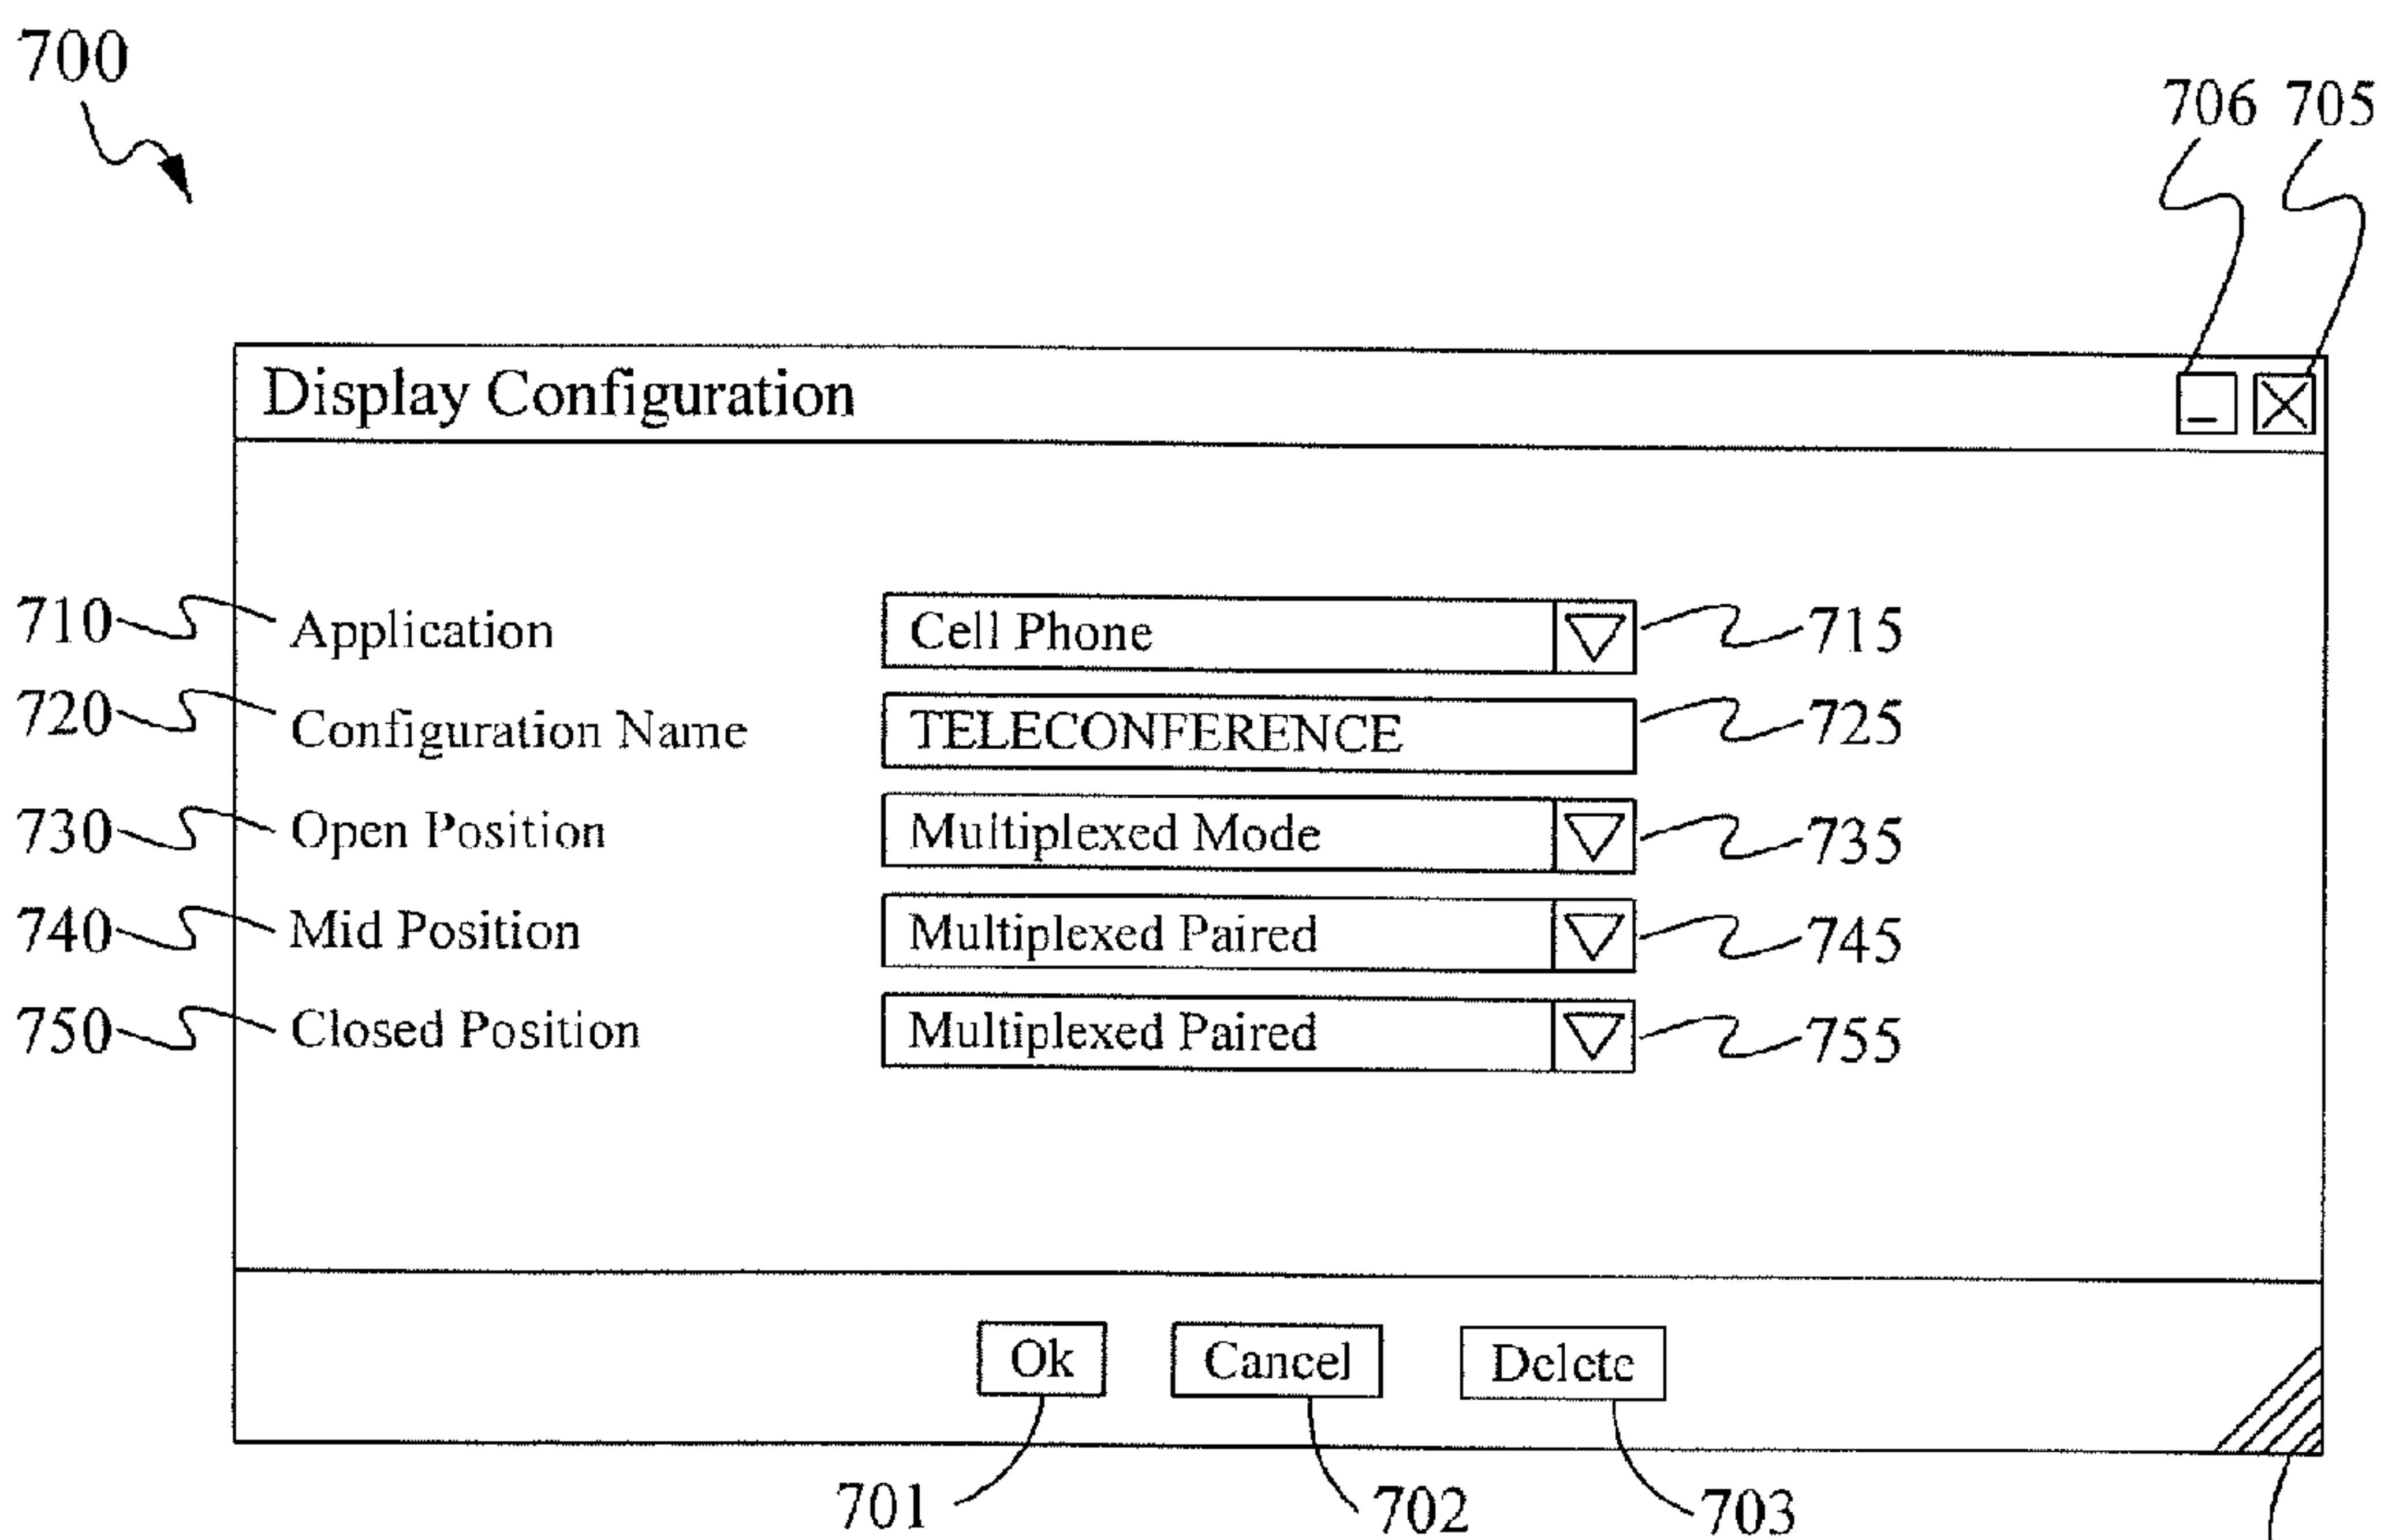 700
706 705
Display Configuration
710 Application Cell Phone 715
720 Configuration Name TELECONFERENCE 725
730 Open Position Multiplexed Mode 735
740 Mid Position Multiplexed Paired 745
750 Closed Position Multiplexed Paired 755
Ok Cancel Delete
701 702 703